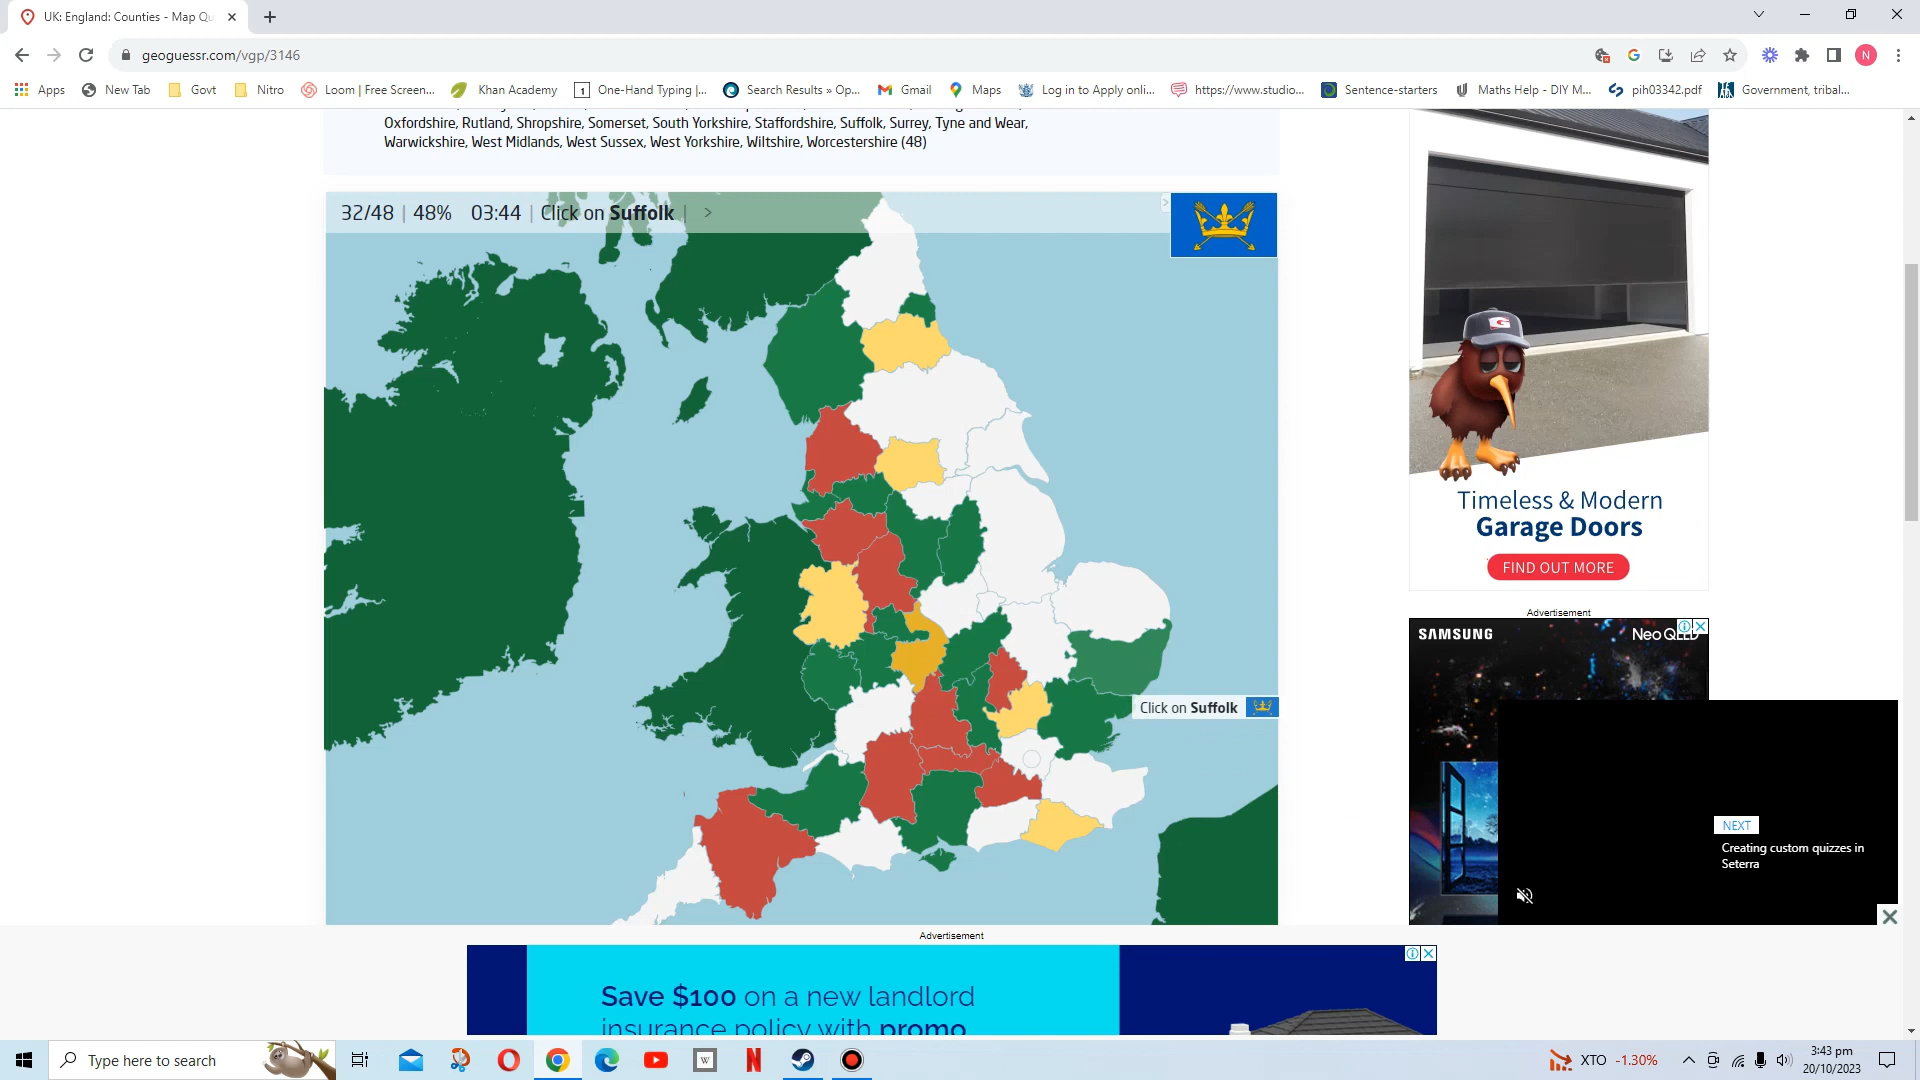 UK: England: Counties - Map Qu
geoguessr.com/vgp/3146
N
Apps
New Tab
Govt
Nitro
Loom | Free Screen...
Khan Academy
1 One-Hand Typing |...
Search Results » Op...
Gmail
Maps
Log in to Apply onli...
https://www.studio...
Sentence-starters
Maths Help - DIY M...
pih03342.pdf
Government, tribal...
Oxfordshire, Rutland, Shropshire, Somerset, South Yorkshire, Staffordshire, Suffolk, Surrey, Tyne and Wear,
Warwickshire, West Midlands, West Sussex, West Yorkshire, Wiltshire, Worcestershire (48)
32/48 | 48% 03:44 | Click on Suffolk | >
Click on Suffolk
Timeless & Modern
Garage Doors
FIND OUT MORE
Advertisement
SAMSUNG
Neo QLED
NEXT
Creating custom quizzes in
Seterra
Advertisement
Save $100 on a new landlord
insurance policy with promo
Type here to search
W
XTO -1.30%
3:43 pm
20/10/2023